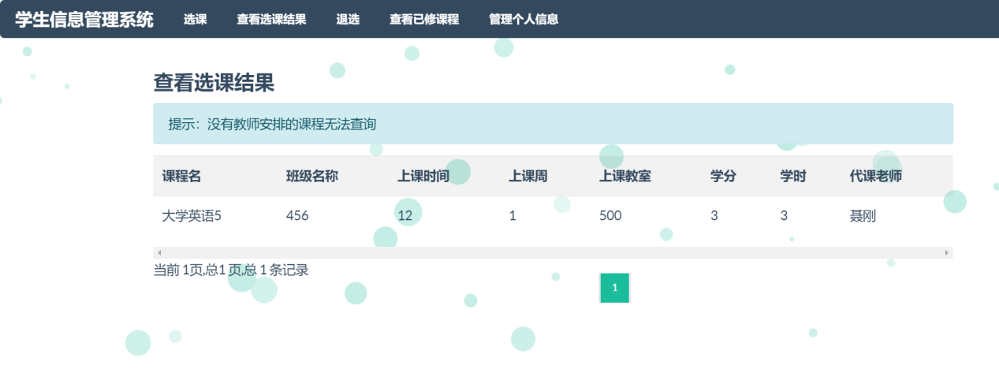 学生信息管理系统 选课 查看选课结果 退选 查看已修课程 管理个人信息
查看选课结果
提示：没有教师安排的课程无法查询
课程名 班级名称 上课时间 上课周 上课教室 学分 学时 代课老师
大学英语5 456 12 1 500 3 3 聂刚
当前 1页,总1 页,总 1 条记录
1